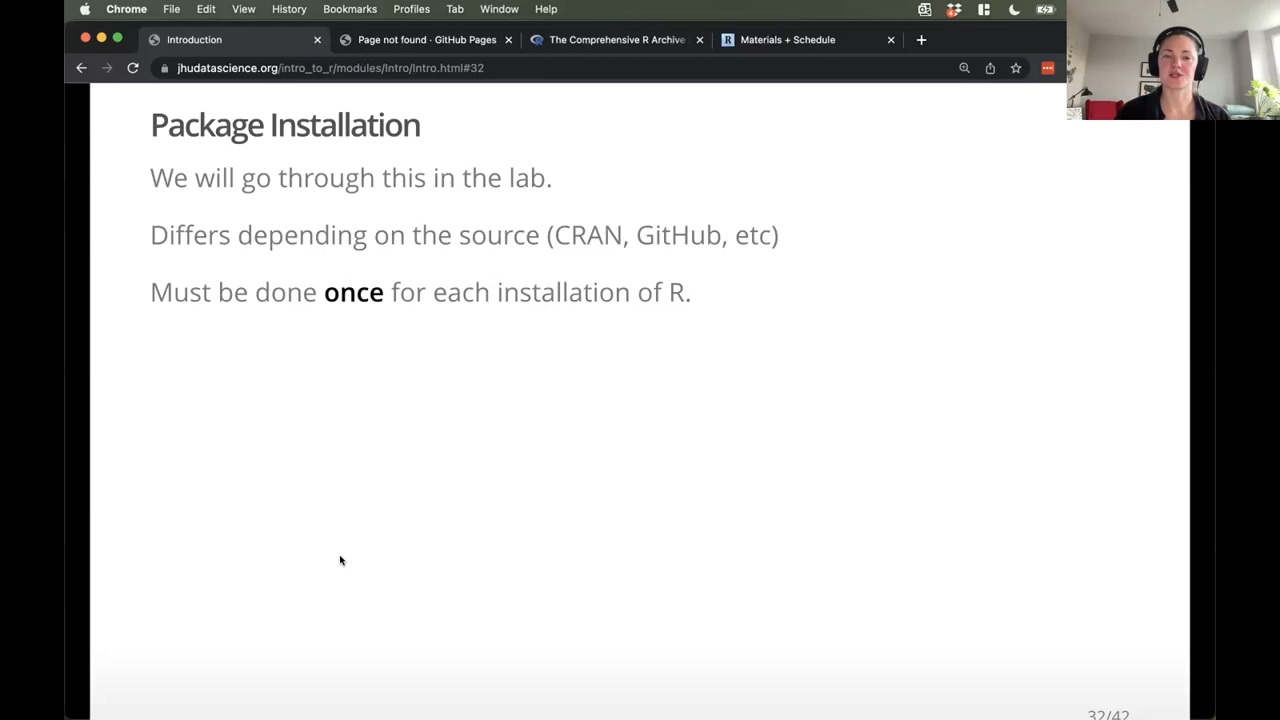 Chrome File Edit View History Bookmarks Profiles Tab Window Help
Introduction Page not found · GitHub Pages The Comprehensive R Archive Materials + Schedule
jhudatascience.org/intro_to_r/modules/Intro/Intro.html#32
Package Installation
We will go through this in the lab.
Differs depending on the source (CRAN, GitHub, etc)
Must be done once for each installation of R.
32/42